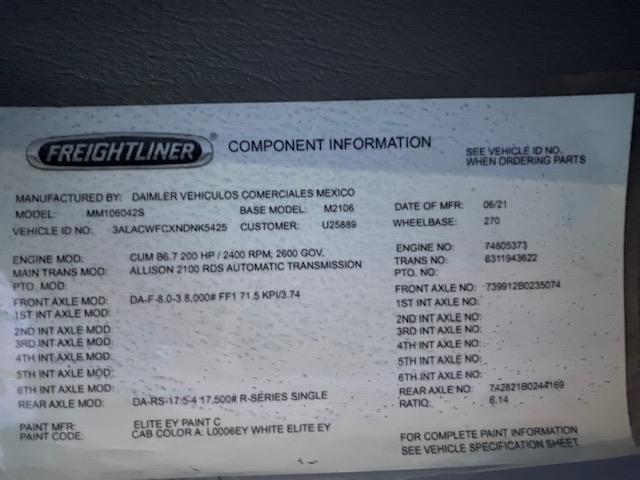 FREIGHTLINER ® COMPONENT INFORMATION SEE VEHICLE ID NO. WHEN ORDERING PARTS
MANUFACTURED BY: DAIMLER VEHICULOS COMERCIALES MEXICO
MODEL: MM106042S BASE MODEL: M2106 DATE OF MFR: 06/21
VEHICLE ID NO: 3ALACWFCXNDNK5425 CUSTOMER: U25889 WHEELBASE: 270
ENGINE MOD: CUM B6.7 200 HP / 2400 RPM; 2600 GOV, ENGINE NO: 74805373
MAIN TRANS MOD: ALLISON 2100 RDS AUTOMATIC TRANSMISSION TRANS NO: 6311943622
PTO. MOD: PTO. NO:
FRONT AXLE MOD: DA-F-8.0-3 8,000# FF1 71.5 KPI/3.74 FRONT AXLE NO: 739912B0235074
1ST INT AXLE MOD: 1ST INT AXLE NO:
2ND INT AXLE MOD: 2ND INT AXLE NO:
3RD INT AXLE MOD: 3RD INT AXLE NO:
4TH INT AXLE MOD: 4TH INT AXLE NO:
5TH INT AXLE MOD: 5TH INT AXLE NO:
6TH INT AXLE MOD: 6TH INT AXLE NO:
REAR AXLE MOD: DA-RS-17.5-4 17,500# R-SERIES SINGLE REAR AXLE NO: 742821B0244169
RATIO: 6.14
PAINT MFR: ELITE EY PAINT C
PAINT CODE: CAB COLOR A: L0006EY WHITE ELITE EY
FOR COMPLETE PAINT INFORMATION
SEE VEHICLE SPECIFICATION SHEET